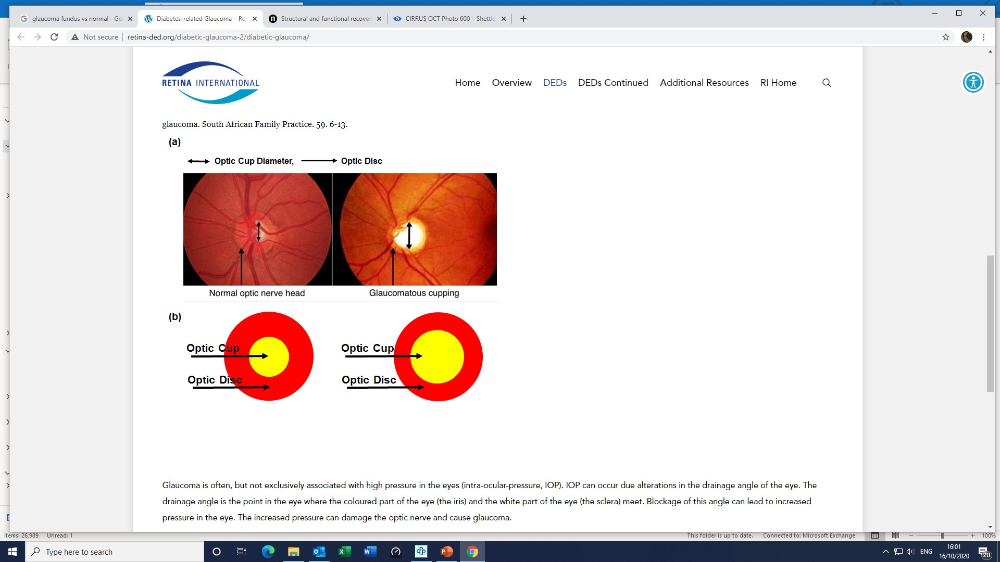 glaucoma fundus vs normal - Go
Diabetes-related Glaucoma – Ret
Structural and functional recover
CIRRUS OCT Photo 600 – Shettle
Not secure
retina-ded.org/diabetic-glaucoma-2/diabetic-glaucoma/
RETINA INTERNATIONAL
Home Overview DEDs DEDs Continued Additional Resources RI Home
glaucoma. South African Family Practice. 59. 6-13.
(a)
Optic Cup Diameter, Optic Disc
Normal optic nerve head Glaucomatous cupping
(b)
Optic Cup Optic Cup
Optic Disc Optic Disc
Glaucoma is often, but not exclusively associated with high pressure in the eyes (intra-ocular-pressure, IOP). IOP can occur due alterations in the drainage angle of the eye. The
drainage angle is the point in the eye where the coloured part of the eye (the iris) and the white part of the eye (the sclera) meet. Blockage of this angle can lead to increased
pressure in the eye. The increased pressure can damage the optic nerve and cause glaucoma.
Items: 26,989 Unread: 1 This folder is up to date. Connected to: Microsoft Exchange 100%
Type here to search
ENG
16:01
16/10/2020
20